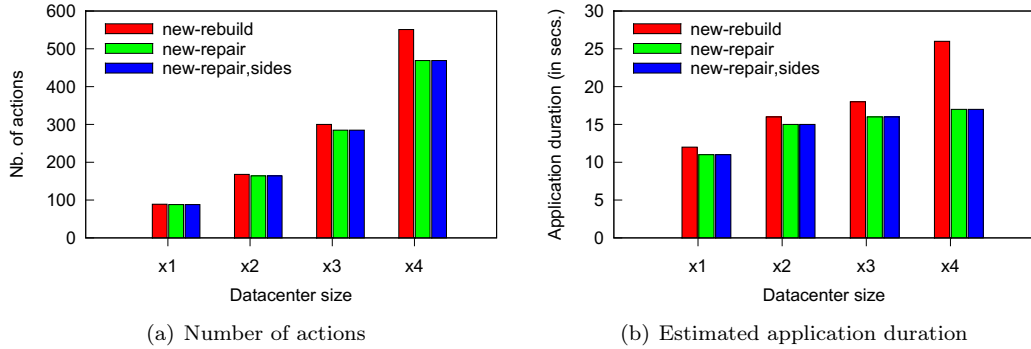 600
500
400
300
200
100
0
Nb. of actions
new-rebuild
new-repair
new-repair,sides
x1 x2 x3 x4
Datacenter size
(a) Number of actions
30
25
20
15
10
5
0
Application duration (in secs.)
new-rebuild
new-repair
new-repair,sides
x1 x2 x3 x4
Datacenter size
(b) Estimated application duration